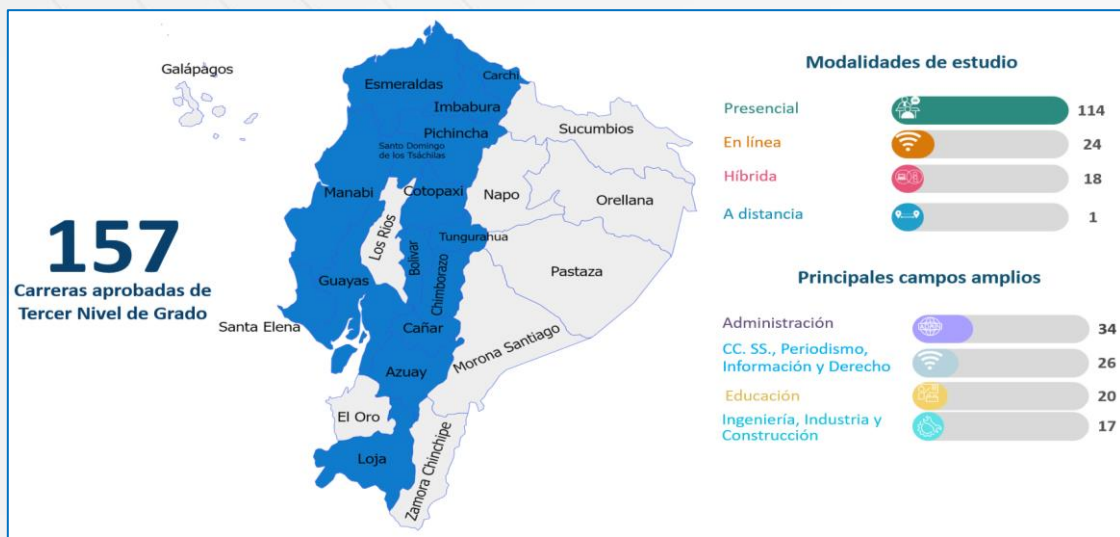 157
Carreras aprobadas de
Tercer Nivel de Grado
Galápagos
Esmeraldas
Carchi
Imbabura
Pichincha
Sucumbios
Santo Domingo
de los Tsáchilas
Manabi
Cotopaxi
Napo
Orellana
Los Ríos
Tungurahua
Bolivar
Chimborazo
Pastaza
Guayas
Santa Elena
Cañar
Morona Santiago
Azuay
El Oro
Loja
Zamora Chinchipe
Modalidades de estudio
Presencial 114
En línea 24
Híbrida 18
A distancia 1
Principales campos amplios
Administración 34
CC. SS., Periodismo,
Información y Derecho 26
Educación 20
Ingeniería, Industria y
Construcción 17